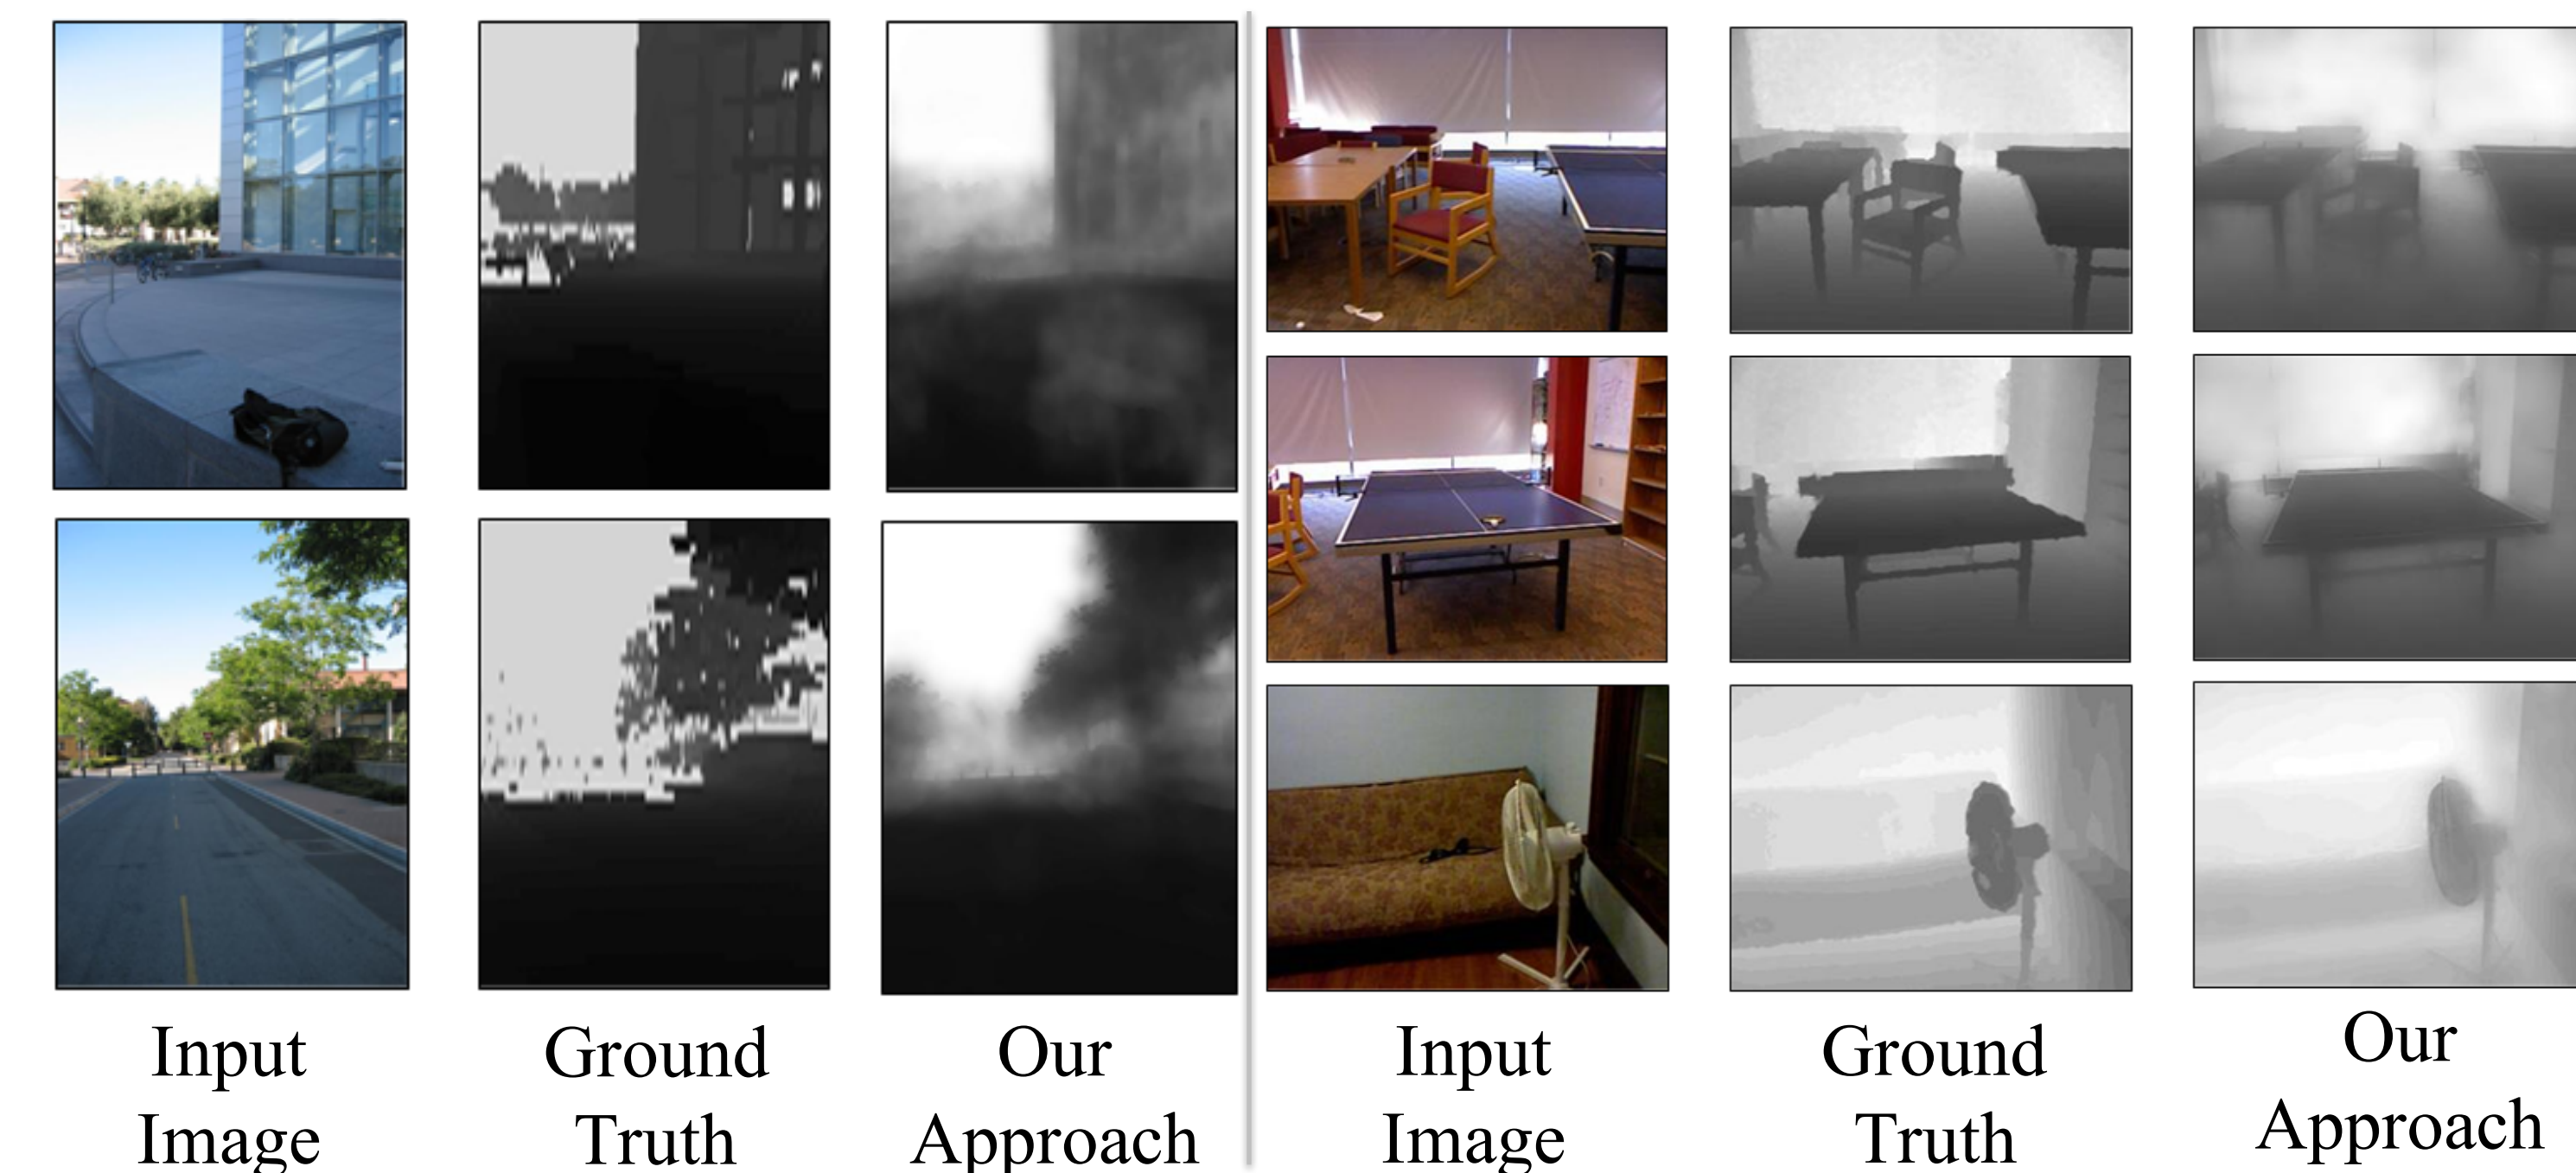 Input
Image
Ground
Truth
Our
Approach
Input
Image
Ground
Truth
Our
Approach